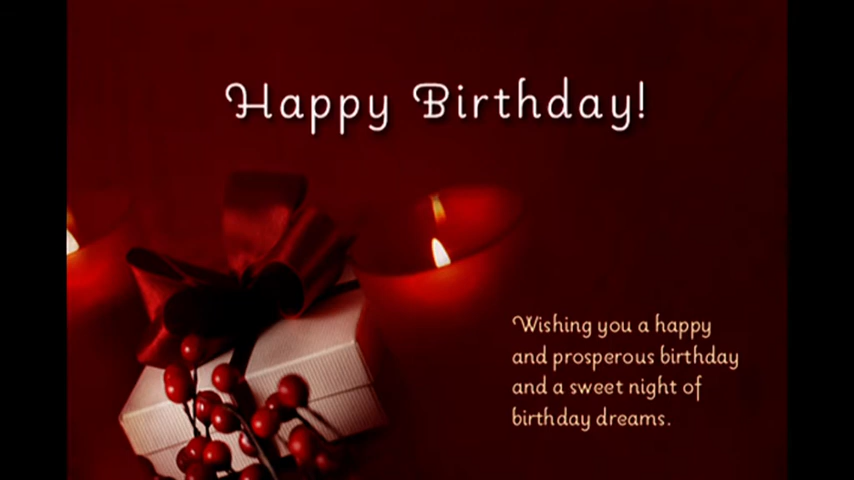 Happy Birthday!
Wishing you a happy
and prosperous birthday
and a sweet night of
birthday dreams.